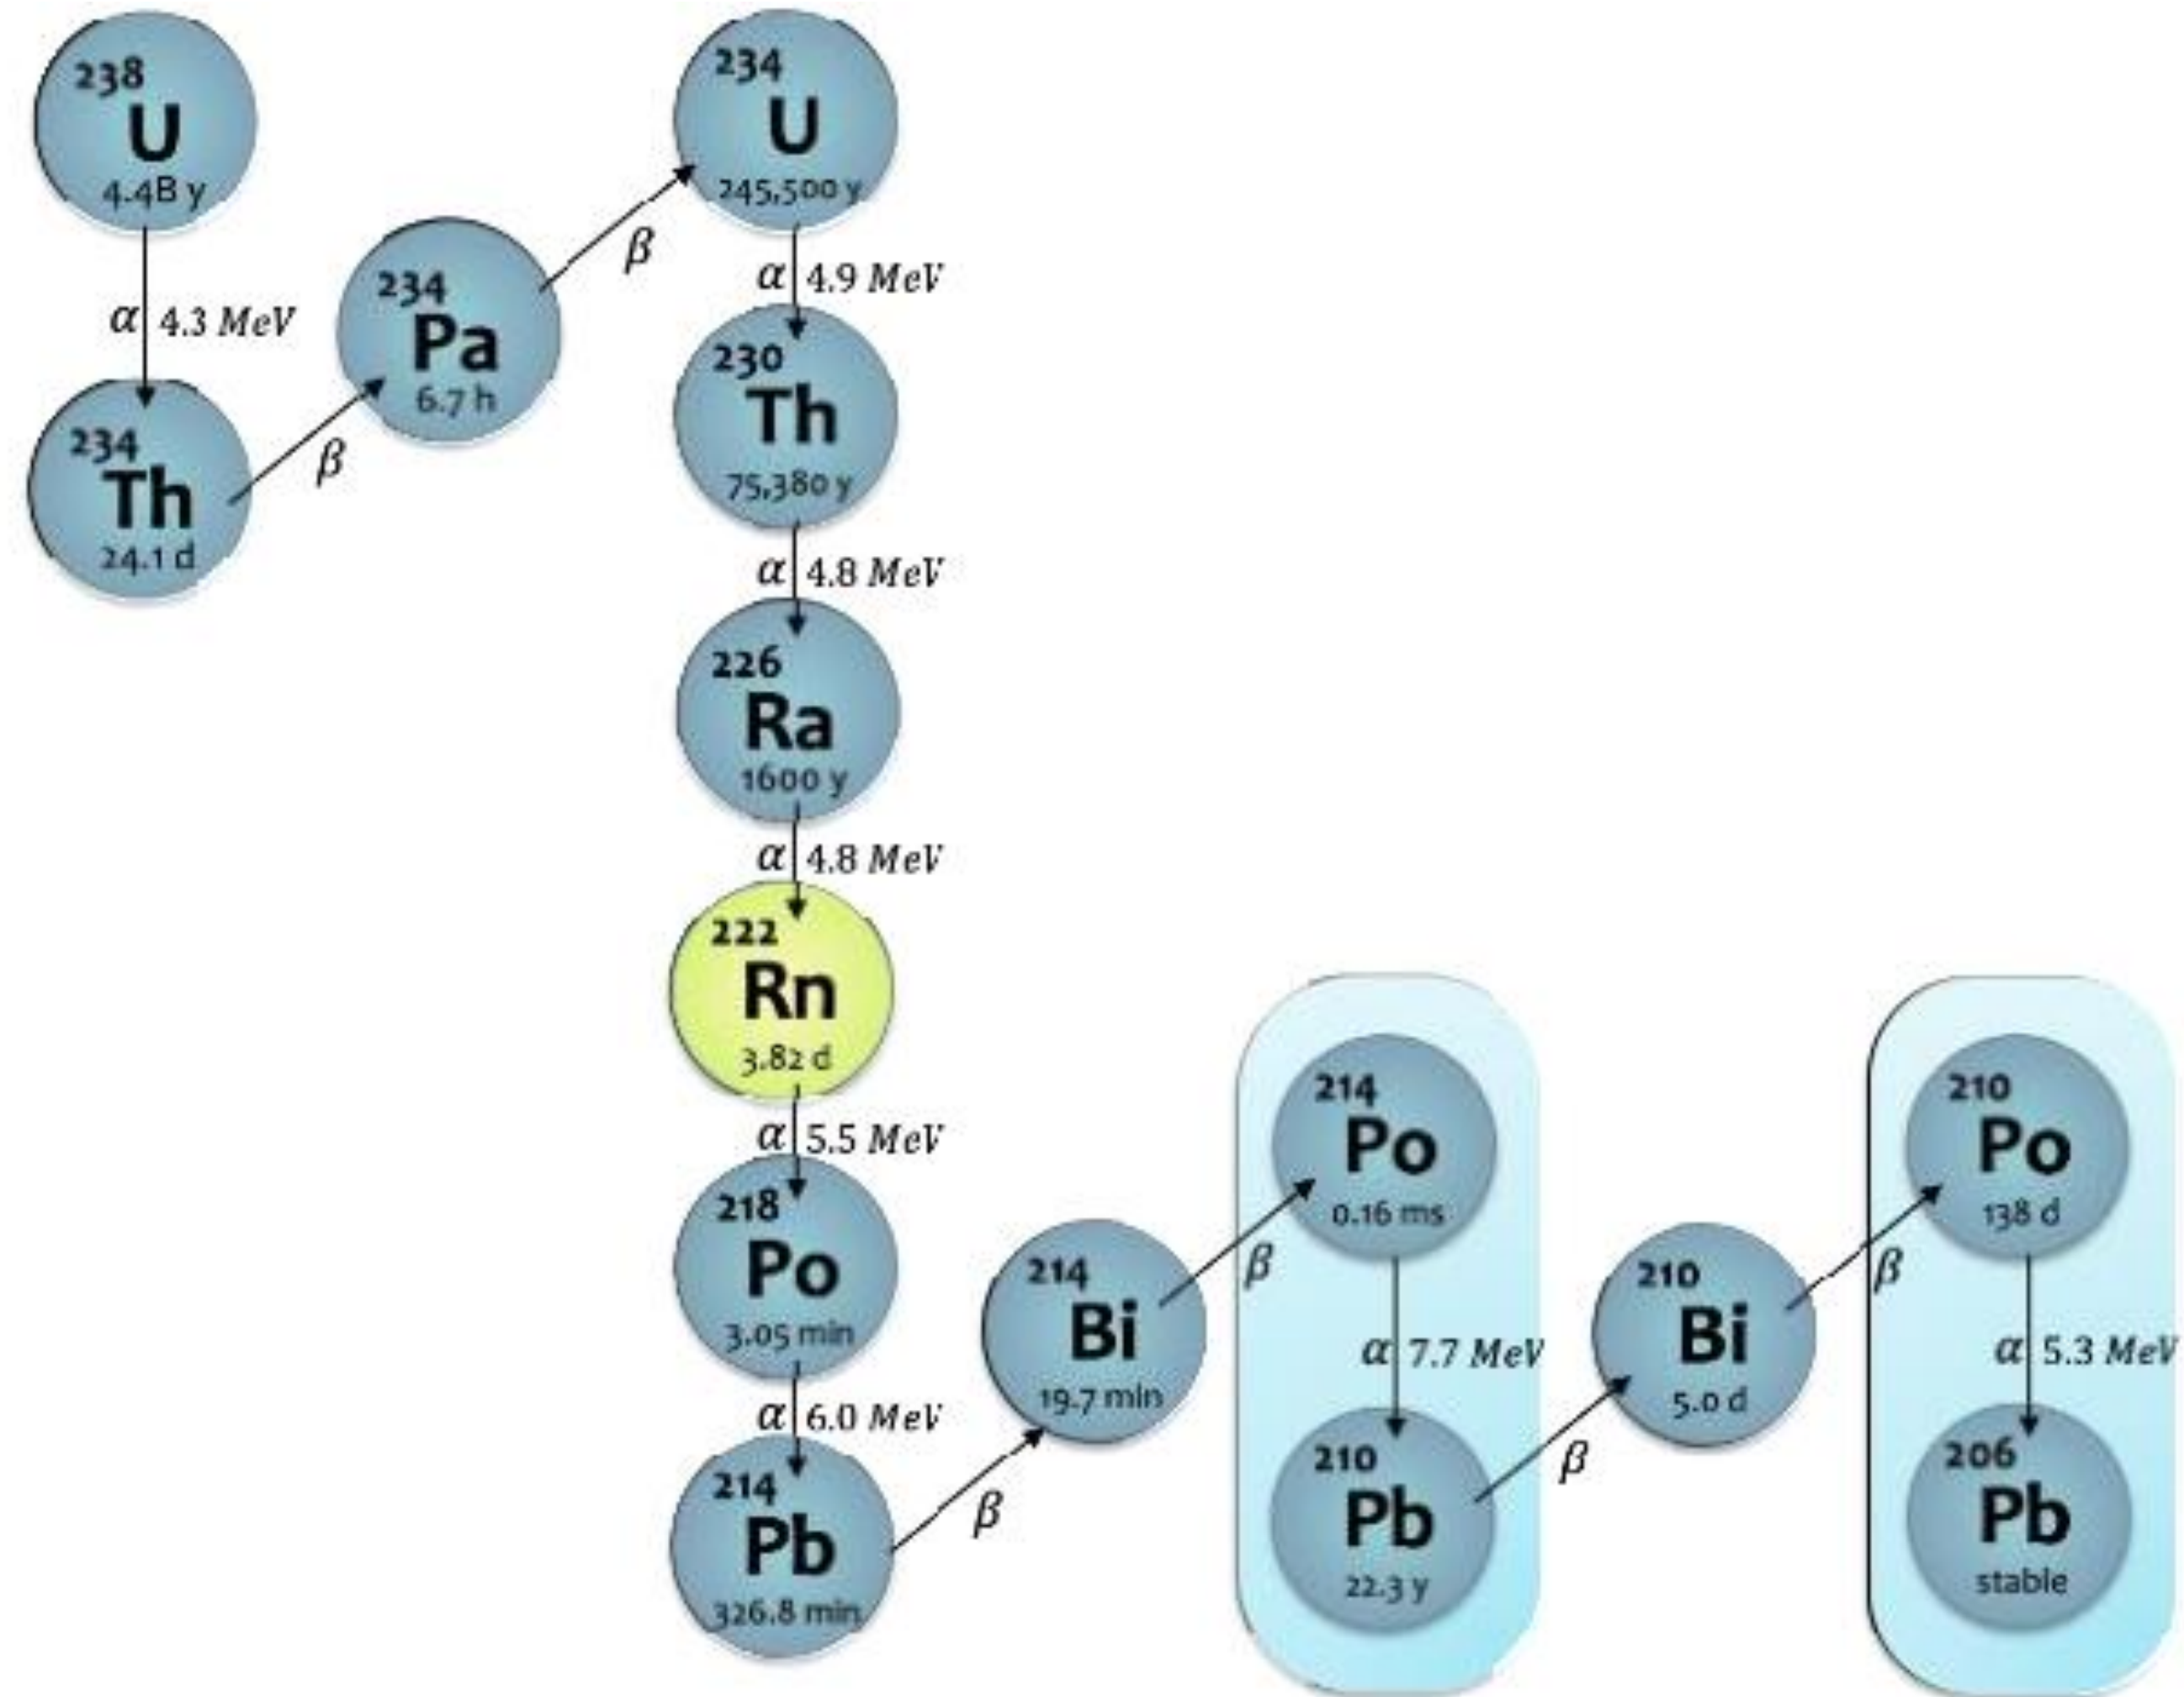 238
U
4.4B y
α 4.3 MeV
234
Th
24.1 d
β
234
Pa
6.7 h
β
234
U
245,500 y
α 4.9 MeV
230
Th
75,380 y
α 4.8 MeV
226
Ra
1600 y
α 4.8 MeV
222
Rn
3.82 d
α 5.5 MeV
218
Po
3.05 min
α 6.0 MeV
214
Pb
326.8 min
β
214
Bi
19.7 min
β
214
Po
0.16 ms
α 7.7 MeV
210
Pb
22.3 y
β
210
Bi
5.0 d
β
210
Po
138 d
α 5.3 MeV
206
Pb
stable